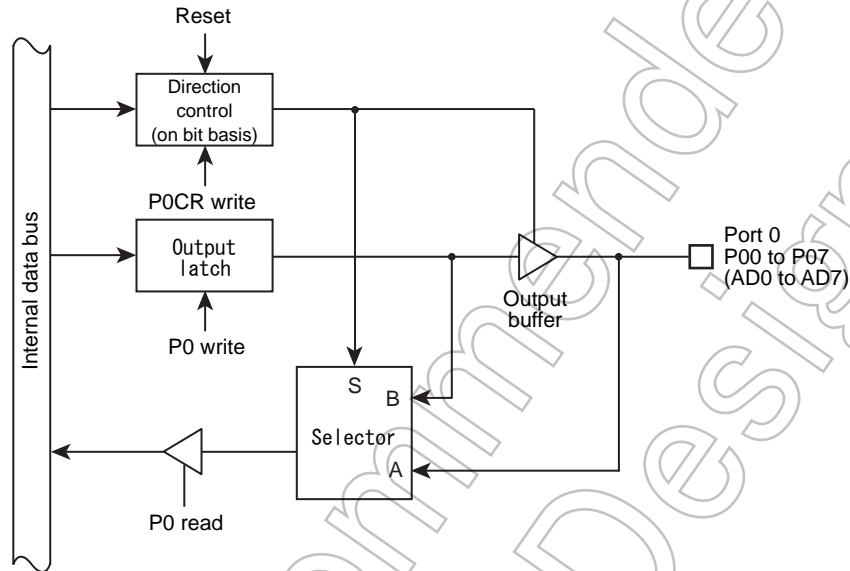 Reset
Direction
control
(on bit basis)
P0CR write
Output
latch
P0 write
Internal data bus
Output
buffer
Port 0
P00 to P07
(AD0 to AD7)
S
B
Selector
A
P0 read